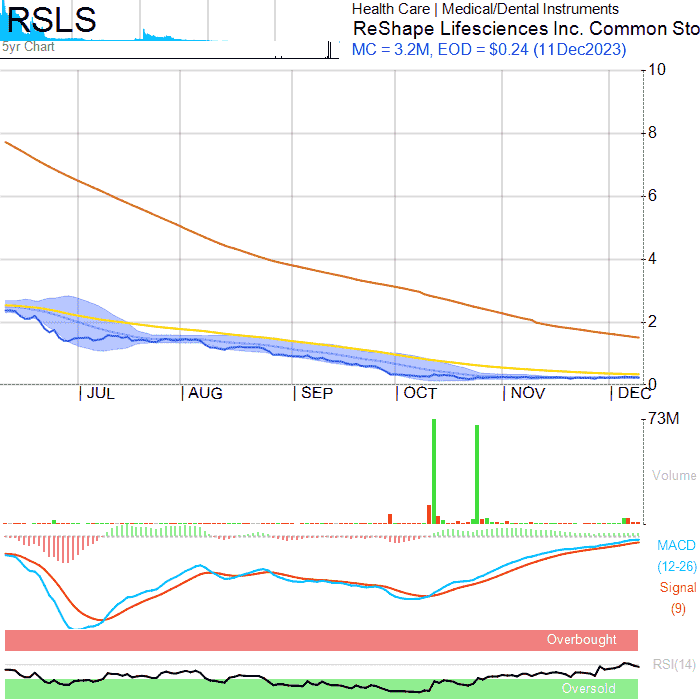 RSLS
5yr Chart
Health Care | Medical/Dental Instruments
ReShape Lifesciences Inc. Common Sto
MC = 3.2M, EOD = $0.24 (11Dec2023)
10
8
6
4
2
0
JUL
AUG
SEP
OCT
NOV
DEC
73M
Volume
MACD
(12-26)
Signal
(9)
Overbought
RSI(14)
Oversold